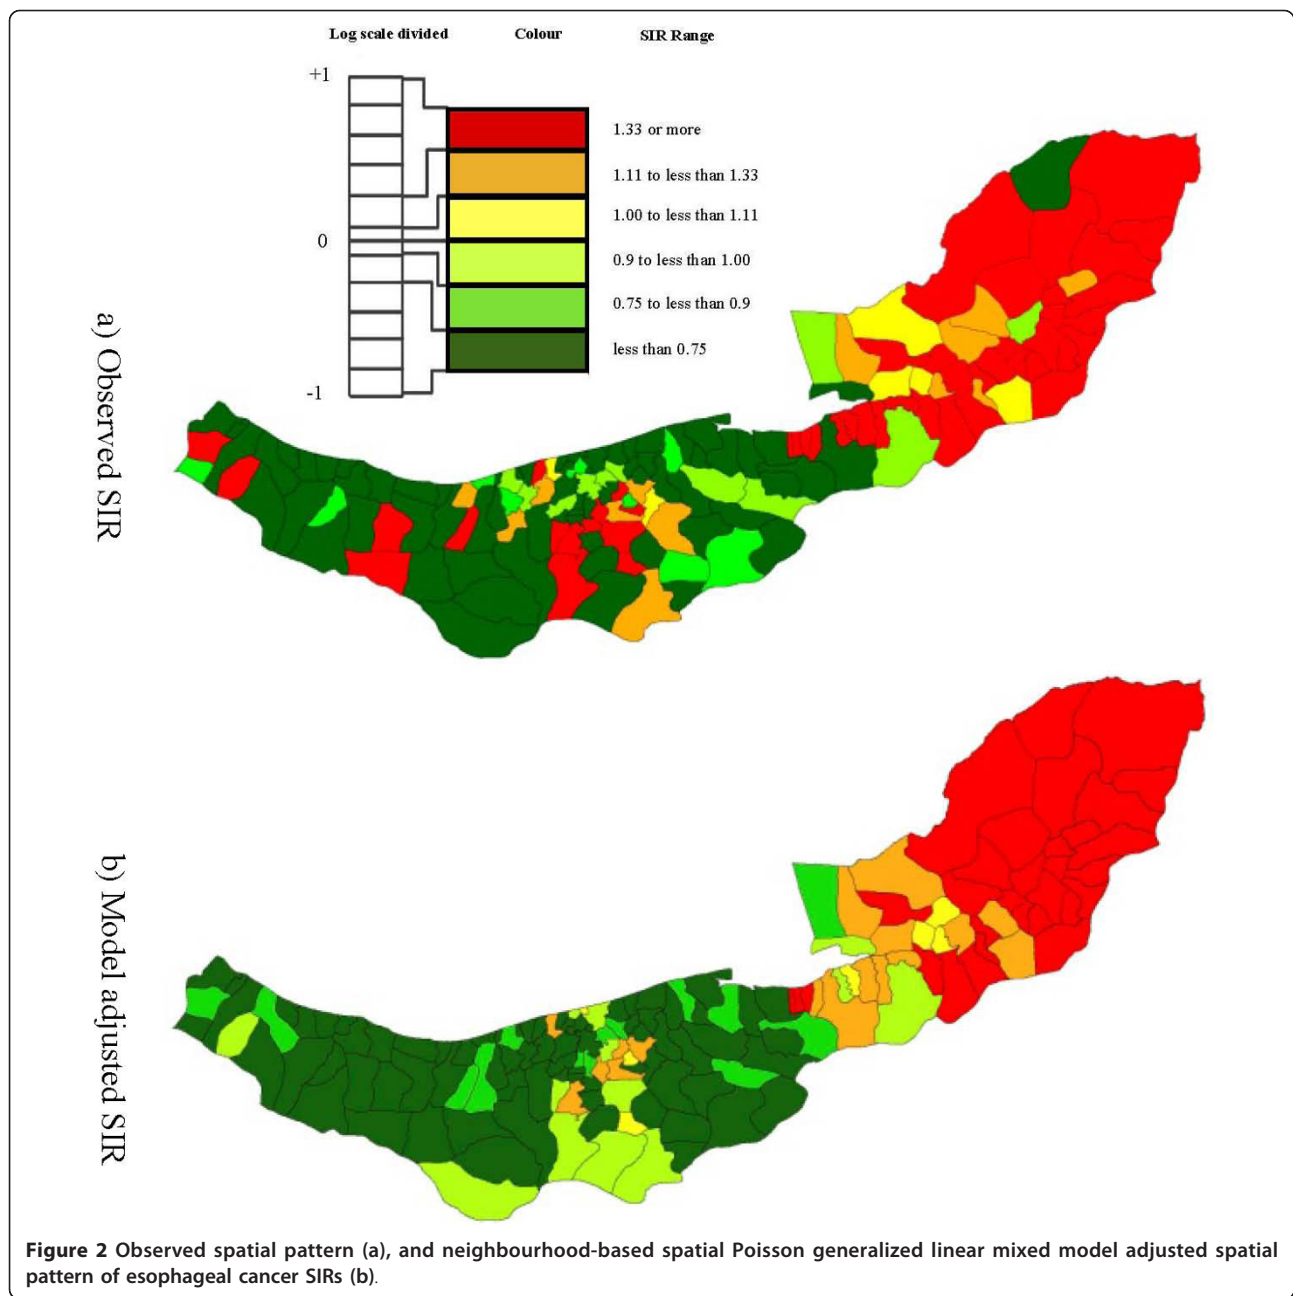 Log scale divided Colour SIR Range
+1
1.33 or more
1.11 to less than 1.33
1.00 to less than 1.11
0
0.9 to less than 1.00
0.75 to less than 0.9
less than 0.75
-1
a) Observed SIR
b) Model adjusted SIR
Figure 2 Observed spatial pattern (a), and neighbourhood-based spatial Poisson generalized linear mixed model adjusted spatial
pattern of esophageal cancer SIRs (b).